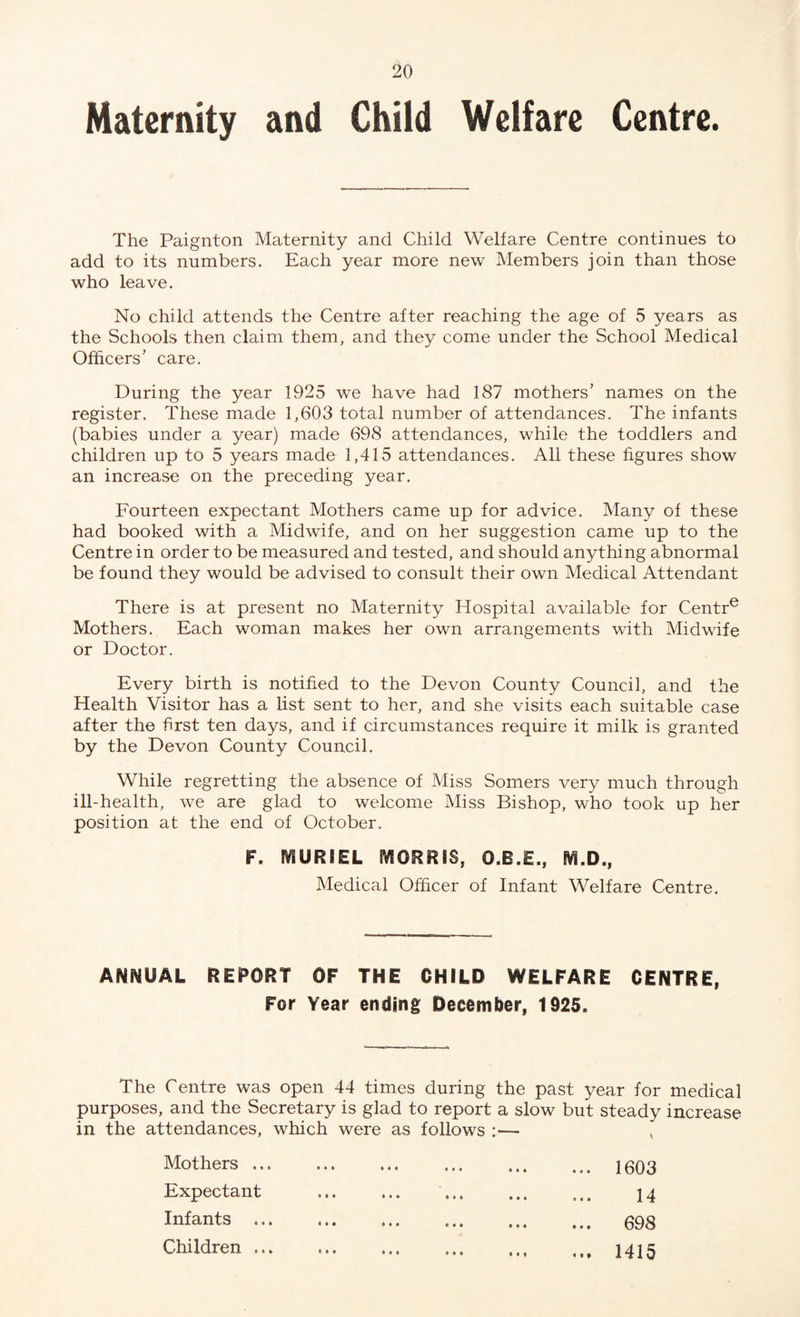 20
Maternity and Child Welfare Centre.
The Paignton Maternity and Child Welfare Centre continues to
add to its numbers. Each year more new Members join than those
who leave.
No child attends the Centre after reaching the age of 5 years as
the Schools then claim them, and they come under the School Medical
Officers' care.
During the year 1925 we have had 187 mothers' names on the
register. These made 1,603 total number of attendances. The infants
(babies under a year) made 698 attendances, while the toddlers and
children up to 5 years made 1,415 attendances. All these figures show
an increase on the preceding year.
Fourteen expectant Mothers came up for advice. Many of these
had booked with a Midwife, and on her suggestion came up to the
Centre in order to be measured and tested, and should anything abnormal
be found they would be advised to consult their own Medical Attendant
There is at present no Maternity Hospital available for Centre
Mothers. Each woman makes her own arrangements with Midwife
or Doctor.
Every birth is notified to the Devon County Council, and the
Health Visitor has a list sent to her, and she visits each suitable case
after the first ten days, and if circumstances require it milk is granted
by the Devon County Council.
While regretting the absence of Miss Somers very much through
ill-health, we are glad to welcome Miss Bishop, who took up her
position at the end of October.
F. MURIEL MORRIS, O.B.E., M.D.,
Medical Officer of Infant Welfare Centre.
ANNUAL REPORT OF THE CHILD WELFARE CENTRE,
For Year ending December, 1925.
The Centre was open 44 times during the past year for medical
purposes, and the Secretary is glad to report a slow but steady increase
in the attendances, which were as follows :—
Mothers ... ... ... ... ... ... 1603
Expectant ... ... ... ... ... 14
Infants ... ... ... ... ... ... 698
Children ... ... ... ... ... ... 1415